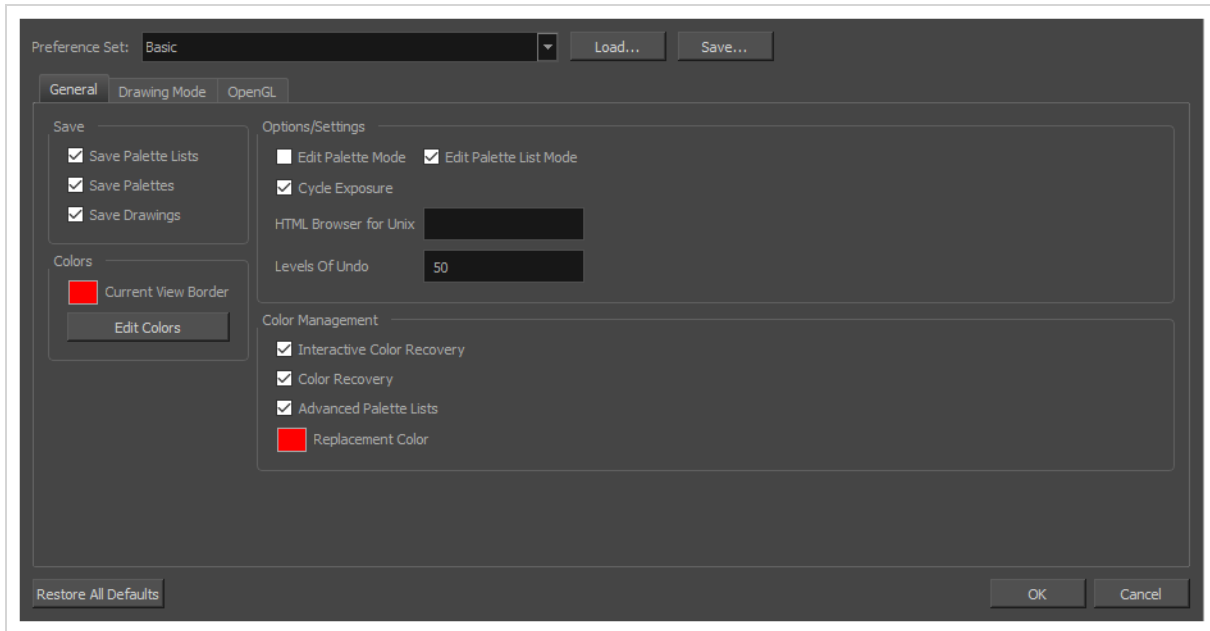 Preference Set: Basic Load... Save...
General Drawing Mode OpenGL
Save
Save Palette Lists
Save Palettes
Save Drawings
Colors
Current View Border
Edit Colors
Options/Settings
Edit Palette Mode Edit Palette List Mode
Cycle Exposure
HTML Browser for Unix
Levels Of Undo 50
Color Management
Interactive Color Recovery
Color Recovery
Advanced Palette Lists
Replacement Color
Restore All Defaults OK Cancel